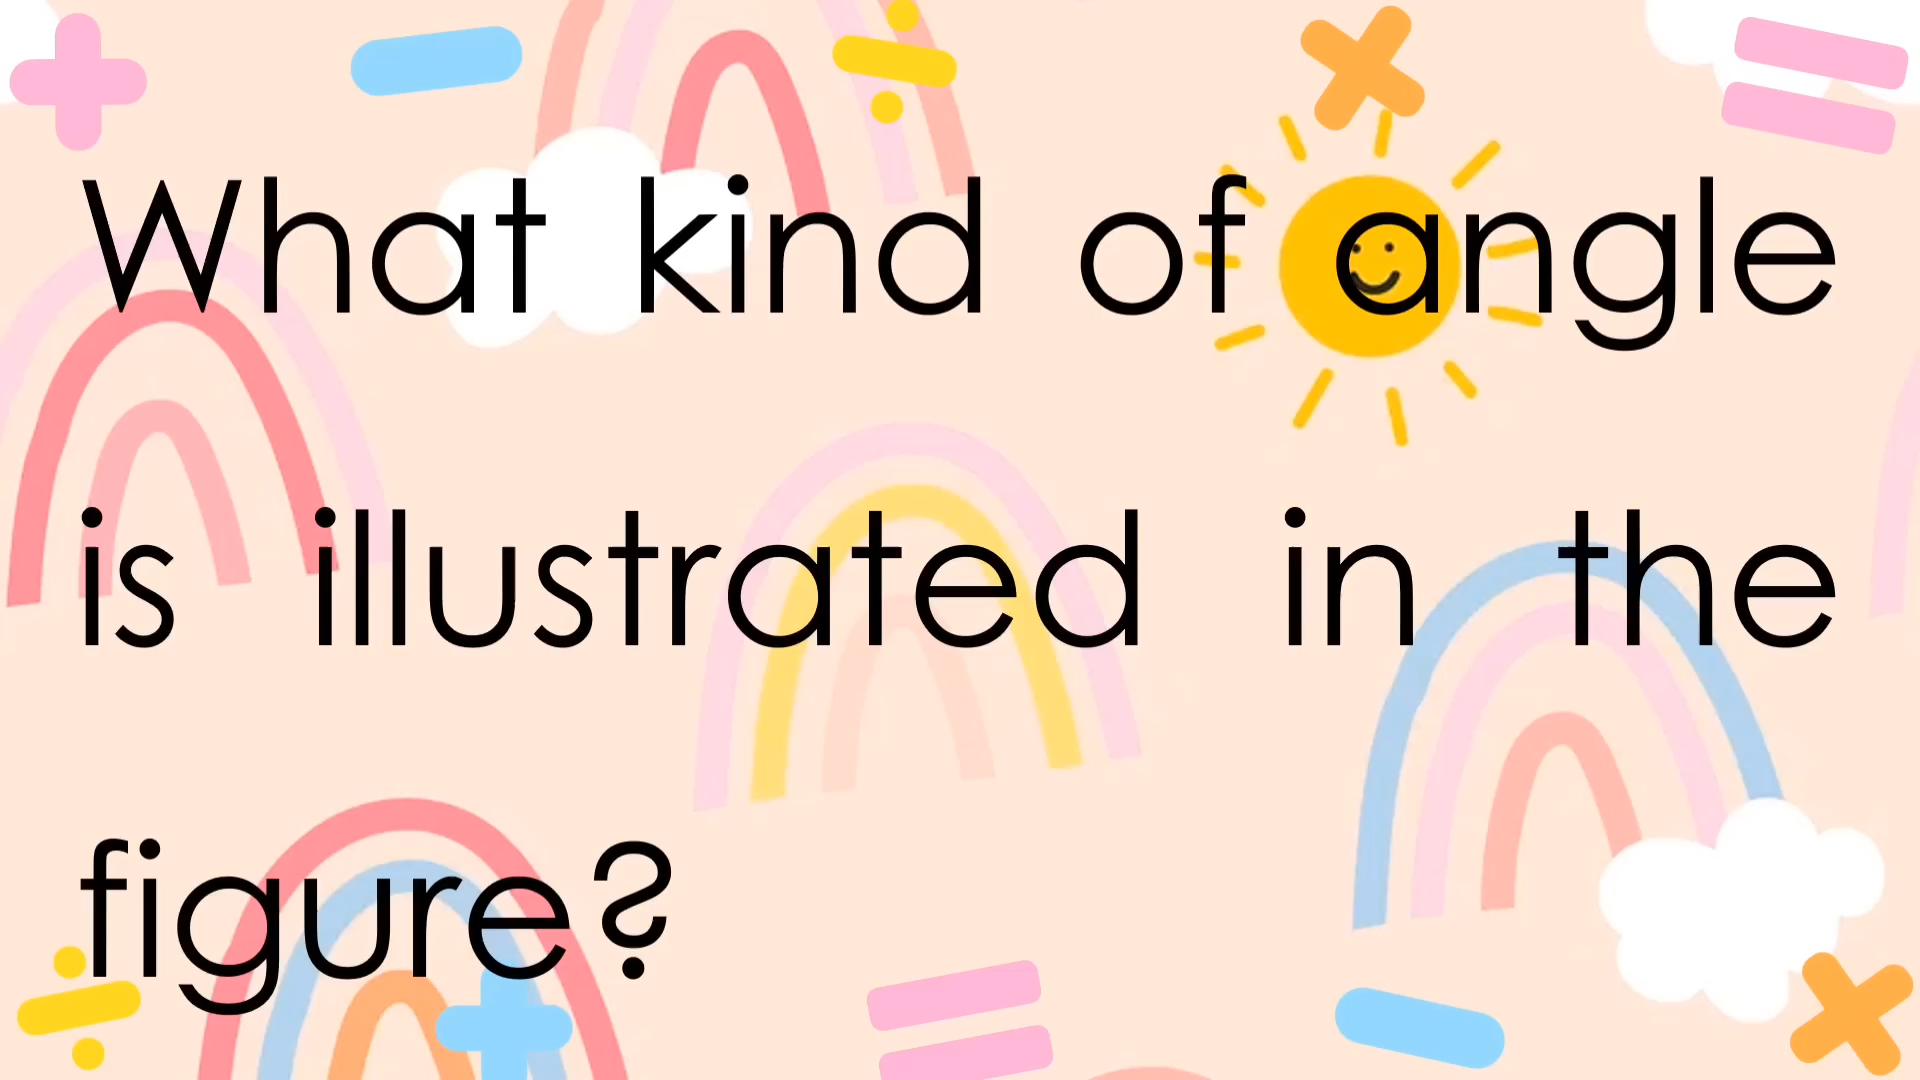 What kind of angle
is illustrated in the
figure?